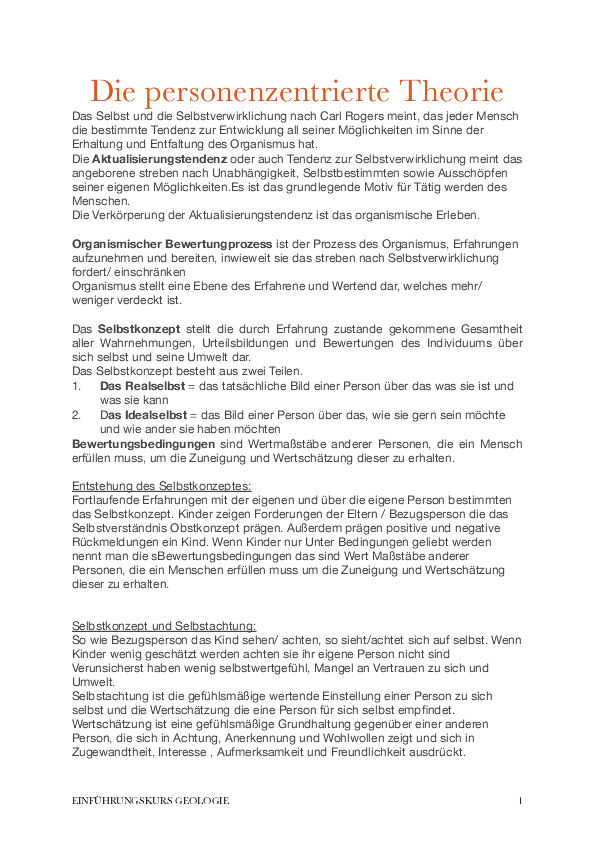 Die personenzentrierte Theorie
Das Selbst und die Selbstverwirklichung nach Carl Rogers meint, das jeder Mensch
die bestimmte Tendenz zur Entwicklung all seiner Möglichkeiten im Sinne der
Erhaltung und Entfaltung des Organismus hat.
Die Aktualisierungstendenz oder auch Tendenz zur Selbstverwirklichung meint das
angeborene streben nach Unabhängigkeit, Selbstbestimmten sowie Ausschöpfen
seiner eigenen Möglichkeiten.Es ist das grundlegende Motiv für Tätig werden des
Menschen.
Die Verkörperung der Aktualisierungstendenz ist das organismische Erleben.
Organismischer Bewertungprozess ist der Prozess des Organismus, Erfahrungen
aufzunehmen und bereiten, inwieweit sie das streben nach Selbstverwirklichung
fordert/ einschränken
Organismus stellt eine Ebene des Erfahrene und Wertend dar, welches mehr/
weniger verdeckt ist.
Das Selbstkonzept stellt die durch Erfahrung zustande gekommene Gesamtheit
aller Wahrnehmungen, Urteilsbildungen und Bewertungen des Individuums über
sich selbst und seine Umwelt dar.
Das Selbstkonzept besteht aus zwei Teilen.
1. Das Realselbst = das tatsächliche Bild einer Person über das was sie ist und
was sie kann
2. Das Idealselbst = das Bild einer Person über das, wie sie gern sein möchte
und wie ander sie haben möchten
Bewertungsbedingungen sind Wertmaßstäbe anderer Personen, die ein Mensch
erfüllen muss, um die Zuneigung und Wertschätzung dieser zu erhalten.
Entstehung des Selbstkonzeptes:
Fortlaufende Erfahrungen mit der eigenen und über die eigene Person bestimmten
das Selbstkonzept. Kinder zeigen Forderungen der Eltern / Bezugsperson die das
Selbstverständnis Obstkonzept prägen. Außerdem prägen positive und negative
Rückmeldungen ein Kind. Wenn Kinder nur Unter Bedingungen geliebt werden
nennt man die sBewertungsbedingungen das sind Wert Maßstäbe anderer
Personen, die ein Menschen erfüllen muss um die Zuneigung und Wertschätzung
dieser zu erhalten.
Selbstkonzept und Selbstachtung:
So wie Bezugsperson das Kind sehen/ achten, so sieht/achtet sich auf selbst. Wenn
Kinder wenig geschätzt werden achten sie ihr eigene Person nicht sind
Verunsicherst haben wenig selbstwertgefühl, Mangel an Vertrauen zu sich und
Umwelt.
Selbstachtung ist die gefühlsmäßige wertende Einstellung einer Person zu sich
selbst und die Wertschätzung die eine Person für sich selbst empfindet.
Wertschätzung ist eine gefühlsmäßige Grundhaltung gegenüber einer anderen
Person, die sich in Achtung, Anerkennung und Wohlwollen zeigt und sich in
Zugewandtheit, Interesse , Aufmerksamkeit und Freundlichkeit ausdrückt.
EINFÜHRUNGSKURS GEOLOGIE 1